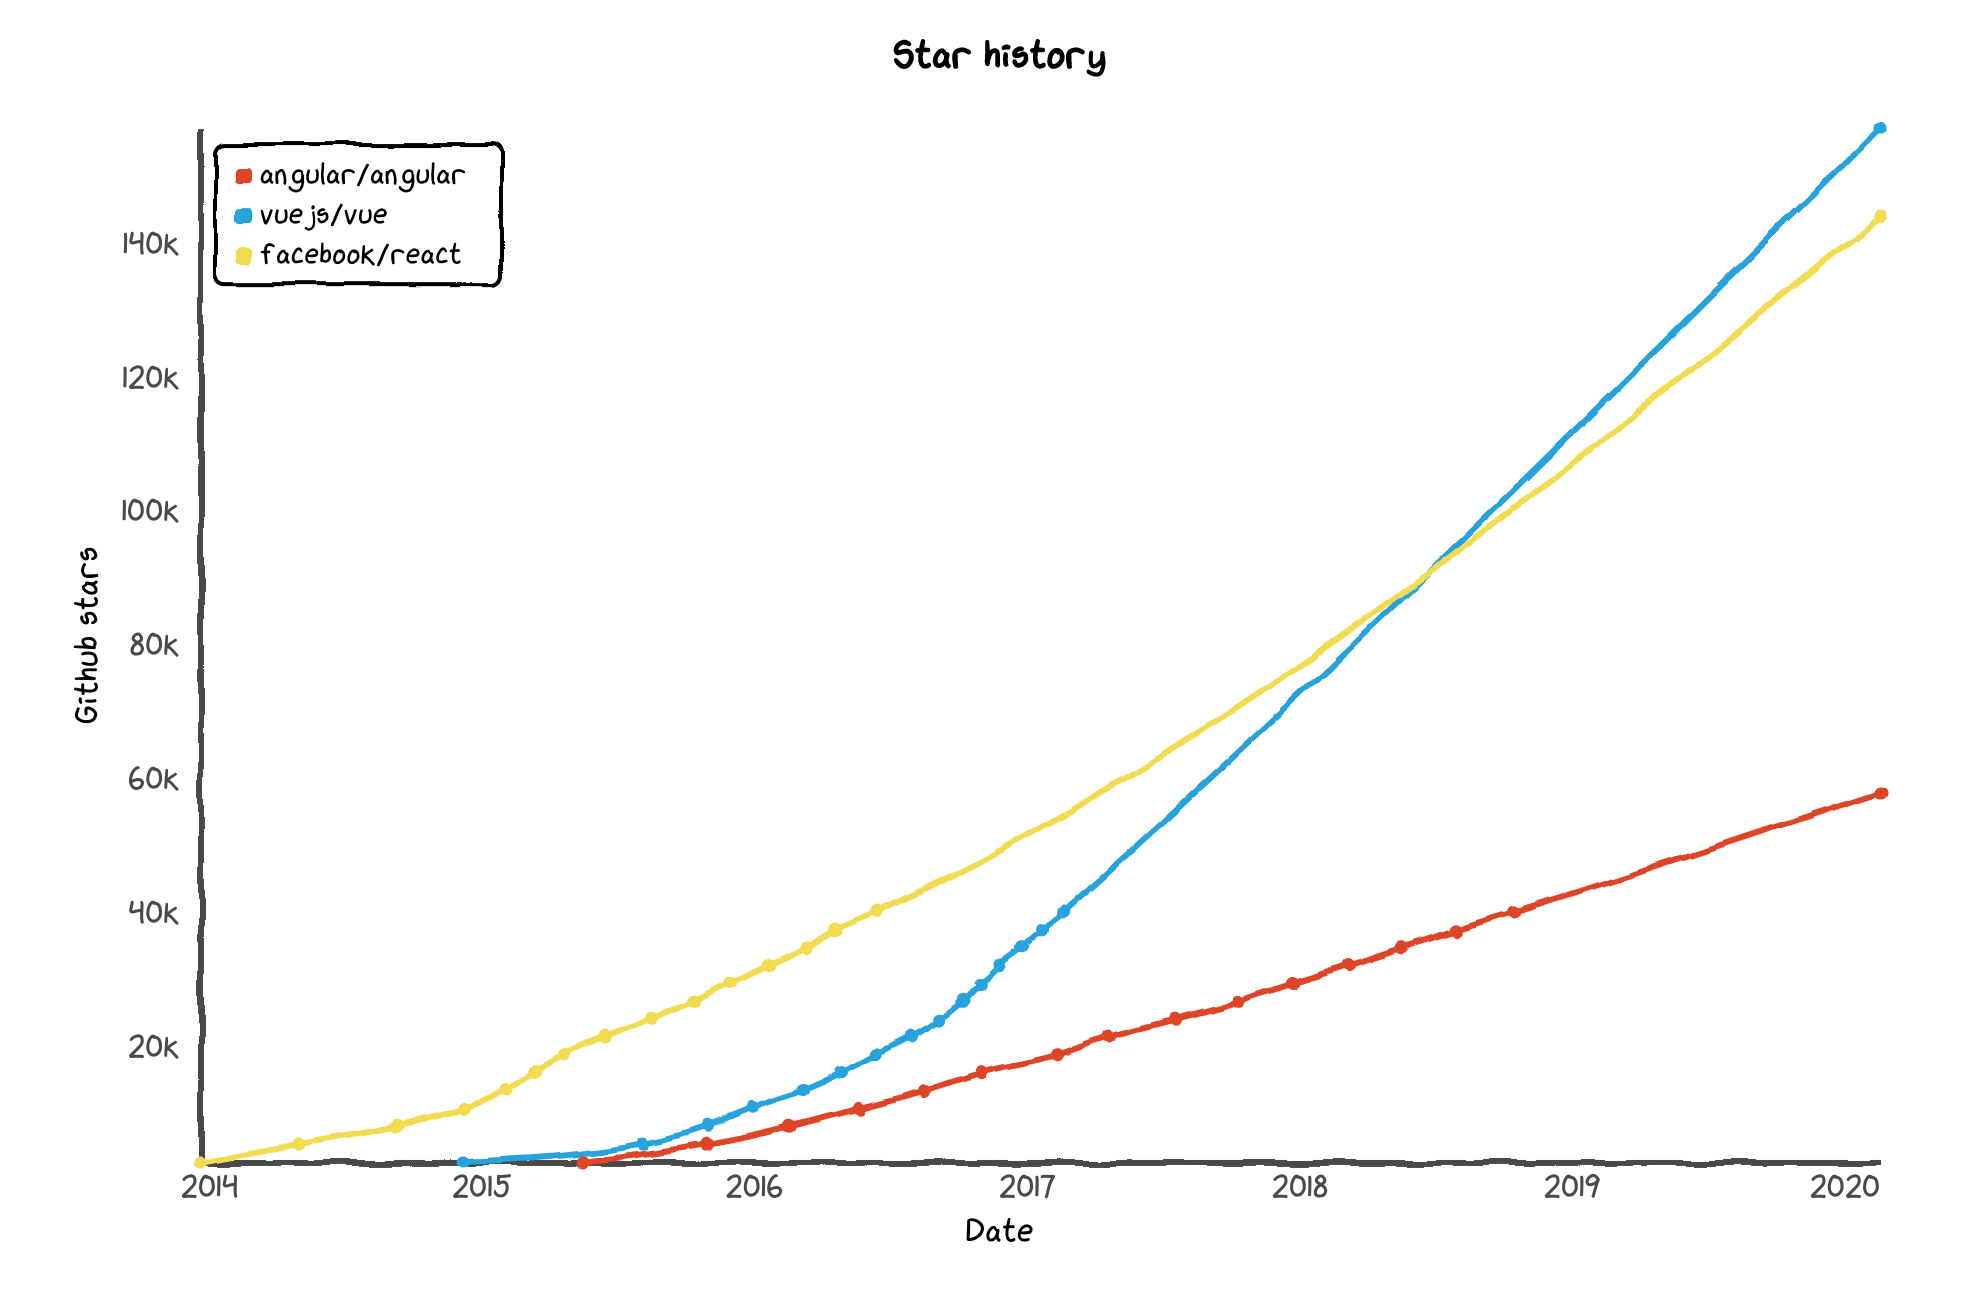 Star history
angular/angular
vuejs/vue
facebook/react
140K
120K
100K
80K
60K
40K
20K
Github stars
2014 2015 2016 2017 2018 2019 2020
Date